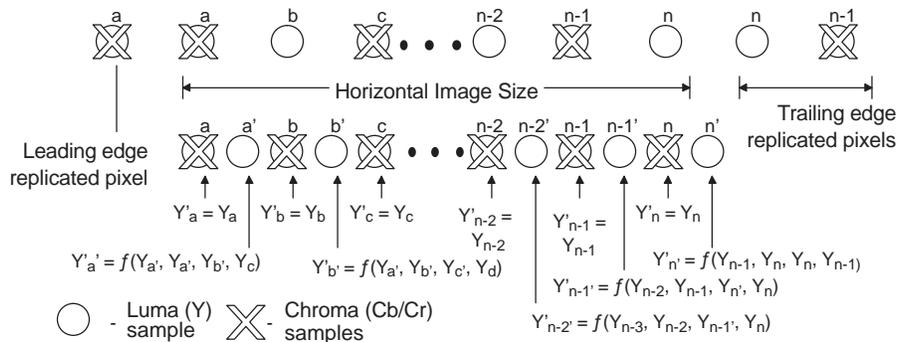 a a b c n-2 n-1 n n n-1
Horizontal Image Size
Trailing edge
replicated pixels
Leading edge
replicated pixel
a a' b b' c n-2 n-2' n-1 n-1' n n'
Y'a = Ya Y'b = Yb Y'c = Yc Y'n-2 = Yn-2 Y'n-1 = Yn-1 Y'n = Yn
Y'a' = f(Ya', Ya', Yb', Yc) Y'b' = f(Ya', Yb', Yc', Yd) Y'n' = f(Yn-1, Yn, Yn, Yn-1)
Y'n-1' = f(Yn-2, Yn-1, Yn', Yn)
Y'n-2' = f(Yn-3, Yn-2, Yn-1', Yn)
- Luma (Y)
sample
- Chroma (Cb/Cr)
samples